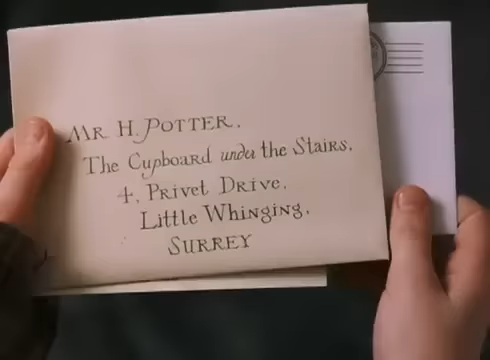 Mr H. Potter,
The Cupboard under the Stairs,
4, Privet Drive,
Little Whinging,
SURREY